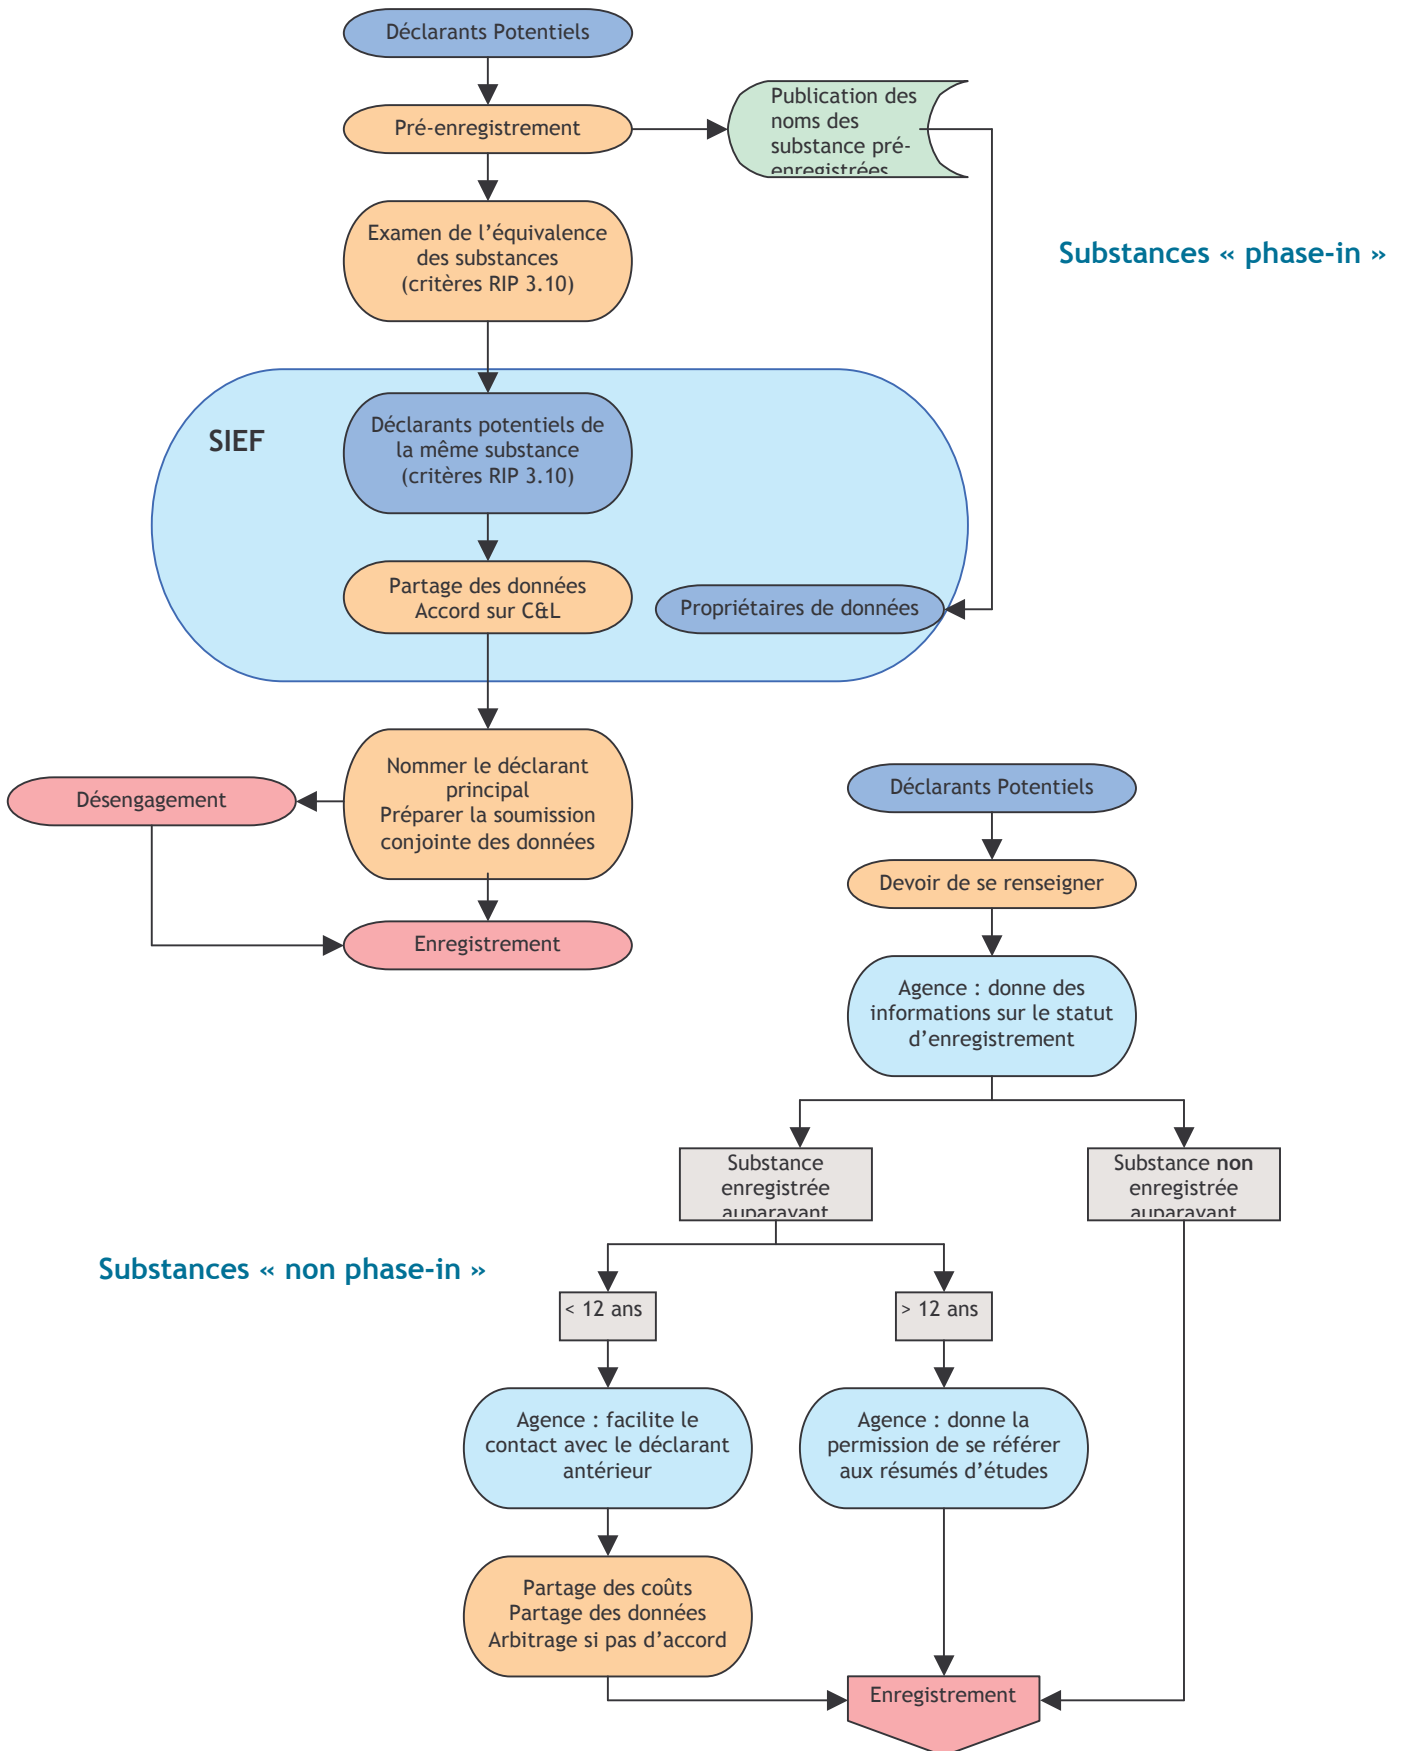 Déclarants Potentiels
Pré-enregistrement
Publication des
noms des
substance pré-
enregistrées
Examen de l'équivalence
des substances
(critères RIP 3.10)
Substances « phase-in »
SIEF
Déclarants potentiels de
la même substance
(critères RIP 3.10)
Partage des données
Accord sur C&L
Propriétaires de données
Nommer le déclarant
principal
Préparer la soumission
conjointe des données
Désengagement
Enregistrement
Déclarants Potentiels
Devoir de se renseigner
Agence : donne des
informations sur le statut
d'enregistrement
Substance
enregistrée
auparavant
Substance non
enregistrée
auparavant
Substances « non phase-in »
< 12 ans
> 12 ans
Agence : facilite le
contact avec le déclarant
antérieur
Agence : donne la
permission de se référer
aux résumés d'études
Partage des coûts
Partage des données
Arbitrage si pas d'accord
Enregistrement